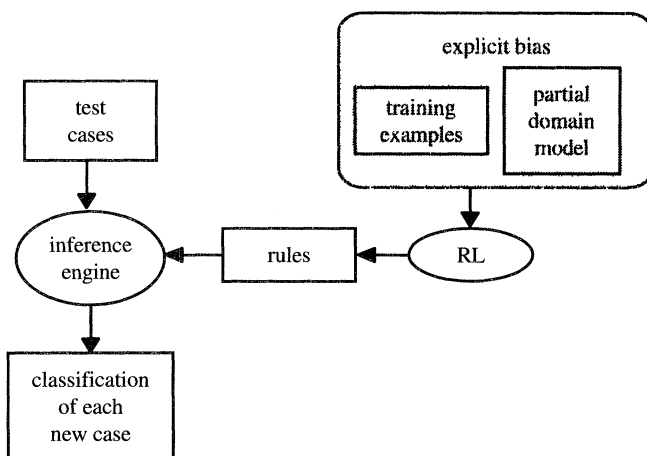 explicit bias
test
cases
training
examples
partial
domain
model
inference
engine
rules
RL
classification
of each
new case